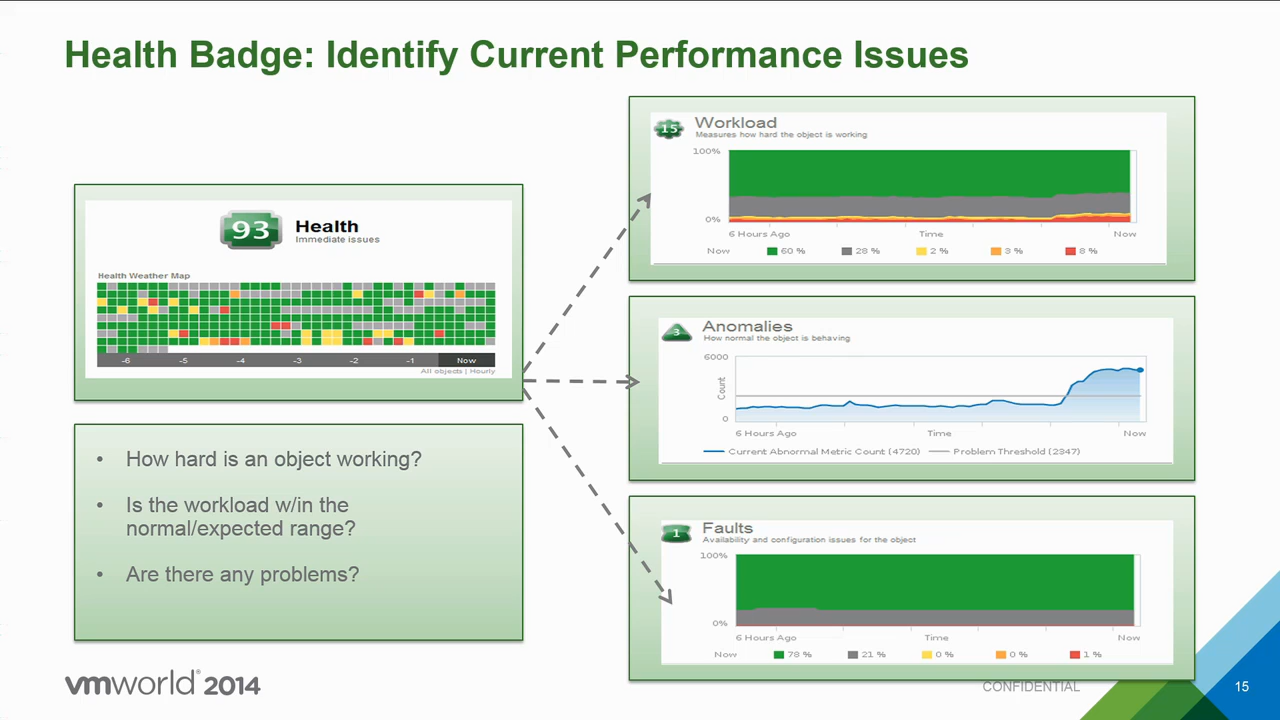 Health Badge: Identify Current Performance Issues
93
Health
Immediate issues
Health Weather Map
-6 -5 -4 -3 -2 -1 Now
All objects | Hourly
• How hard is an object working?
• Is the workload w/in the
normal/expected range?
• Are there any problems?
15
Workload
Measures how hard the object is working
100%
0%
6 Hours Ago Time Now
Now 60 % 28 % 2 % 3 % 8 %
3
Anomalies
How normal the object is behaving
6000
Count
0
6 Hours Ago Time Now
Current Abnormal Metric Count (4720) Problem Threshold (2347)
1
Faults
Availability and configuration issues for the object
100%
0%
6 Hours Ago Time Now
Now 78 % 21 % 0 % 0 % 1 %
vmworld® 2014
CONFIDENTIAL
15